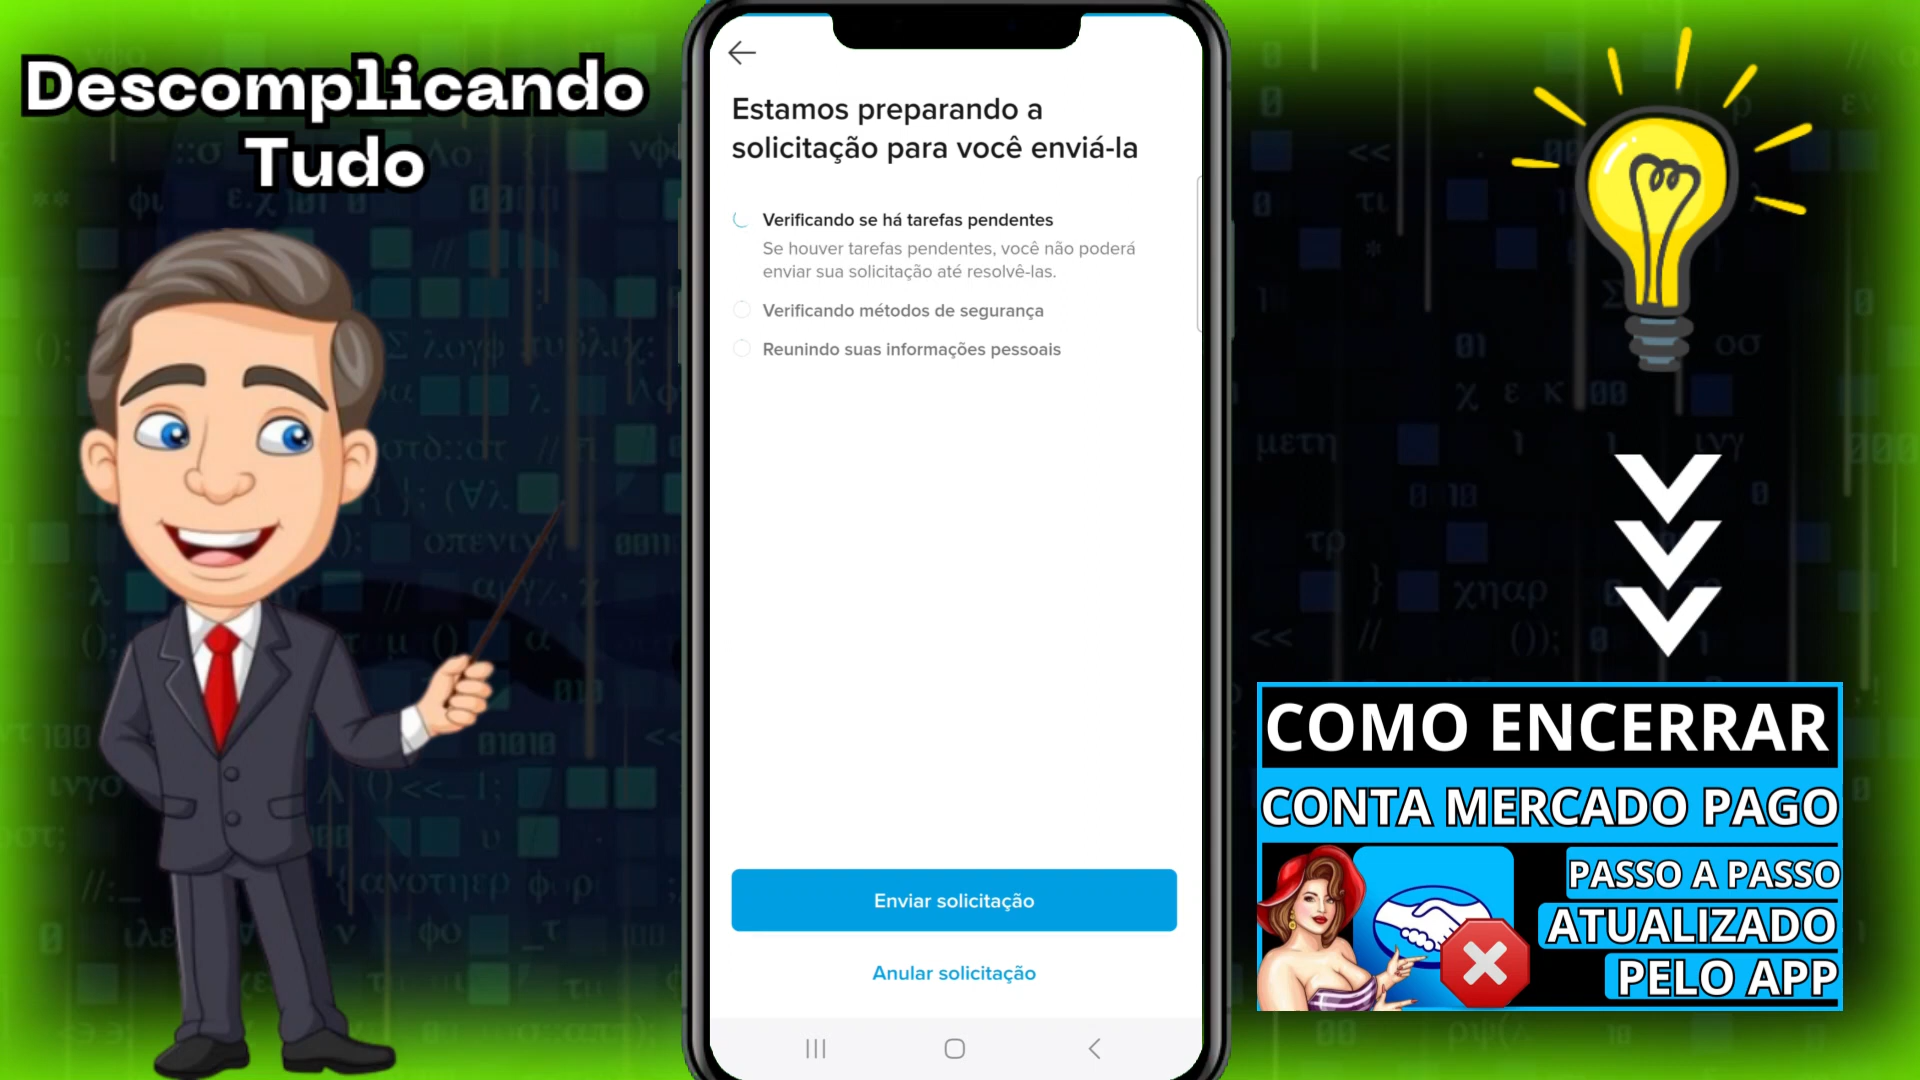 Descomplicando
Tudo
Estamos preparando a
solicitação para você enviá-la
Verificando se há tarefas pendentes
Se houver tarefas pendentes, você não poderá
enviar sua solicitação até resolvê-las.
Verificando métodos de segurança
Reunindo suas informações pessoais
Enviar solicitação
Anular solicitação
COMO ENCERRAR
CONTA MERCADO PAGO
PASSO A PASSO
ATUALIZADO
PELO APP